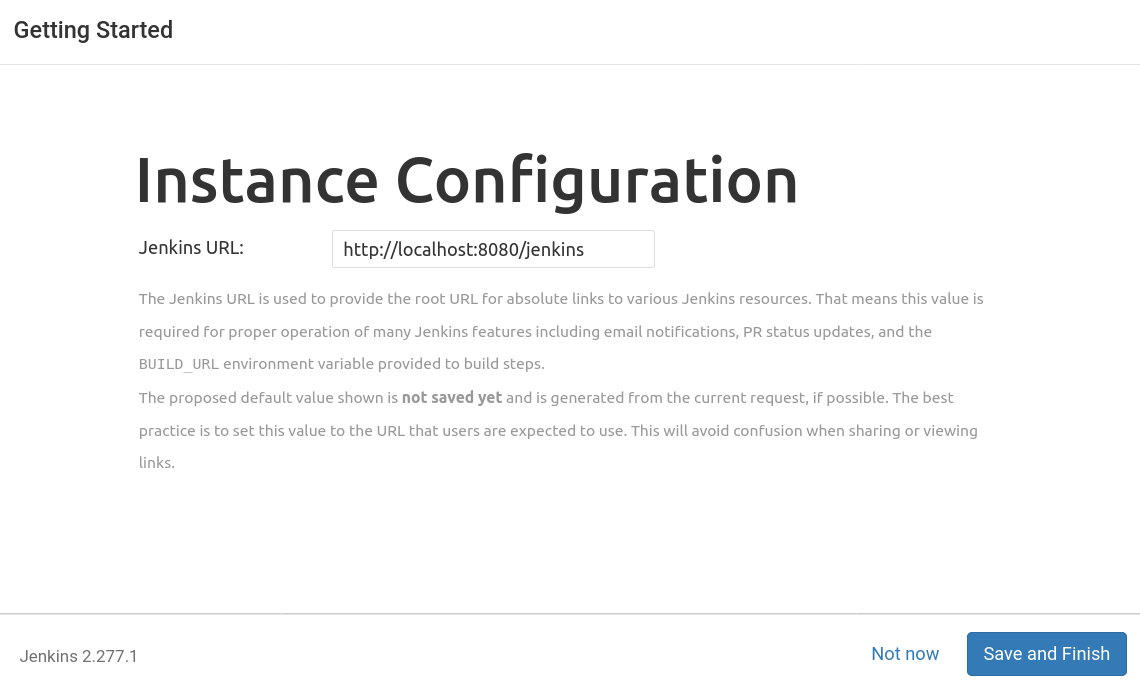 Getting Started
Instance Configuration
Jenkins URL:
http://localhost:8080/jenkins
The Jenkins URL is used to provide the root URL for absolute links to various Jenkins resources. That means this value is
required for proper operation of many Jenkins features including email notifications, PR status updates, and the
BUILD_URL environment variable provided to build steps.
The proposed default value shown is not saved yet and is generated from the current request, if possible. The best
practice is to set this value to the URL that users are expected to use. This will avoid confusion when sharing or viewing
links.
Jenkins 2.277.1
Not now
Save and Finish